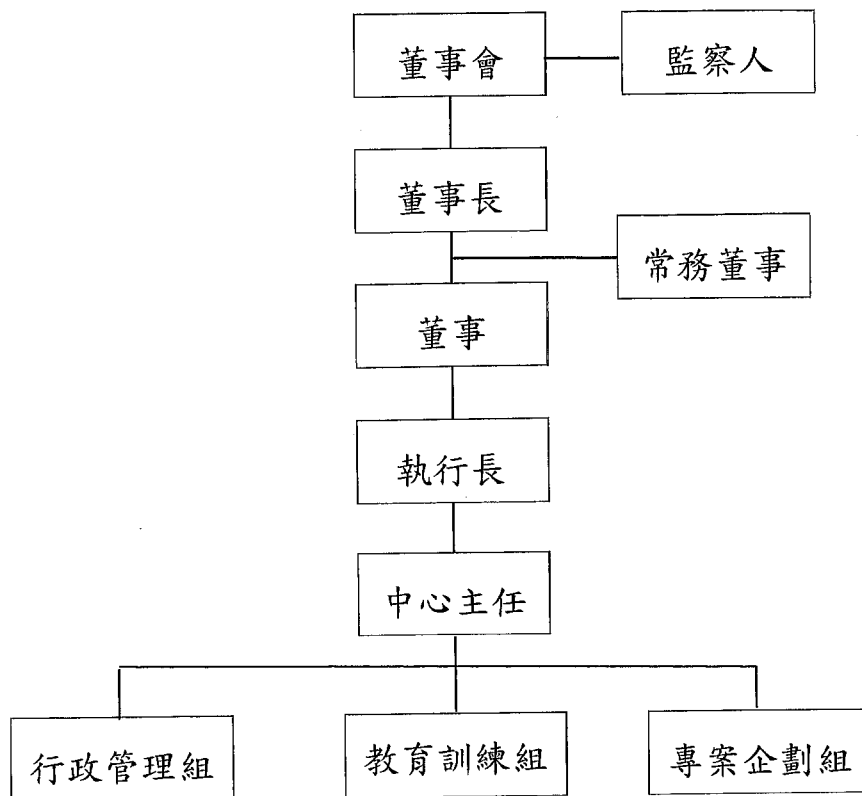 董事會
監察人
董事長
常務董事
董事
執行長
中心主任
行政管理組
教育訓練組
專案企劃組